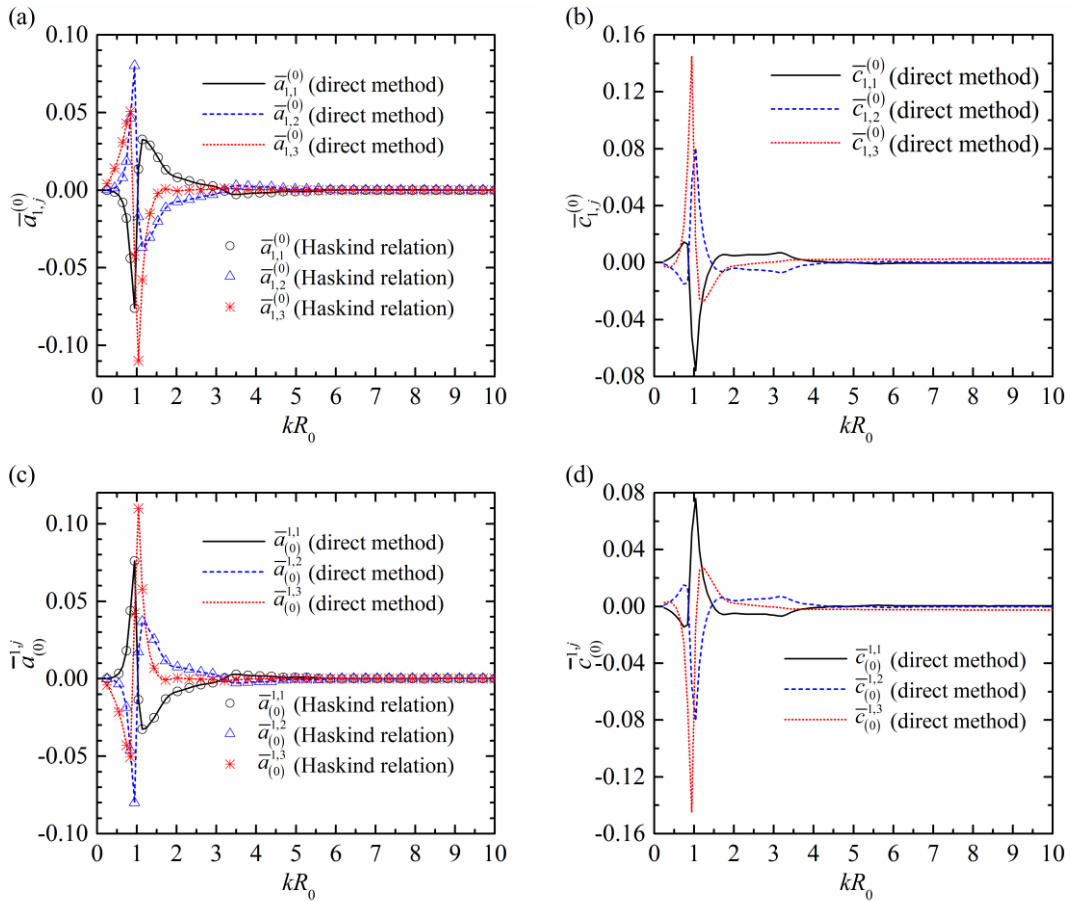 (a)
0.10
0.05
0.00
-0.05
-0.10
a̅₁,ⱼ⁽⁰⁾
a̅₁,₁⁽⁰⁾ (direct method)
a̅₁,₂⁽⁰⁾ (direct method)
a̅₁,₃⁽⁰⁾ (direct method)
a̅₁,₁⁽⁰⁾ (Haskind relation)
a̅₁,₂⁽⁰⁾ (Haskind relation)
a̅₁,₃⁽⁰⁾ (Haskind relation)
0 1 2 3 4 5 6 7 8 9 10
kR₀
(b)
0.16
0.12
0.08
0.04
0.00
-0.04
-0.08
c̅₁,ⱼ⁽⁰⁾
c̅₁,₁⁽⁰⁾ (direct method)
c̅₁,₂⁽⁰⁾ (direct method)
c̅₁,₃⁽⁰⁾ (direct method)
0 1 2 3 4 5 6 7 8 9 10
kR₀
(c)
0.10
0.05
0.00
-0.05
-0.10
a̅₍₀₎¹,ʲ
a̅₍₀₎¹,¹ (direct method)
a̅₍₀₎¹,² (direct method)
a̅₍₀₎¹,³ (direct method)
a̅₍₀₎¹,¹ (Haskind relation)
a̅₍₀₎¹,² (Haskind relation)
a̅₍₀₎¹,³ (Haskind relation)
0 1 2 3 4 5 6 7 8 9 10
kR₀
(d)
0.08
0.04
0.00
-0.04
-0.08
-0.12
-0.16
c̅₍₀₎¹,ʲ
c̅₍₀₎¹,¹ (direct method)
c̅₍₀₎¹,² (direct method)
c̅₍₀₎¹,³ (direct method)
0 1 2 3 4 5 6 7 8 9 10
kR₀